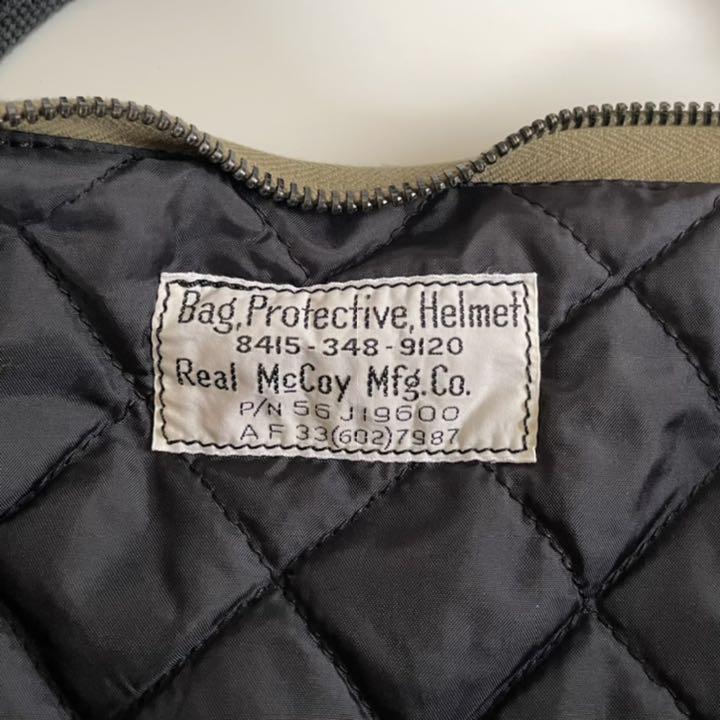 Bag, Protective, Helmet
8415-348-9120
Real McCoy Mfg. Co.
P/N 56J19600
AF 33(602)7987